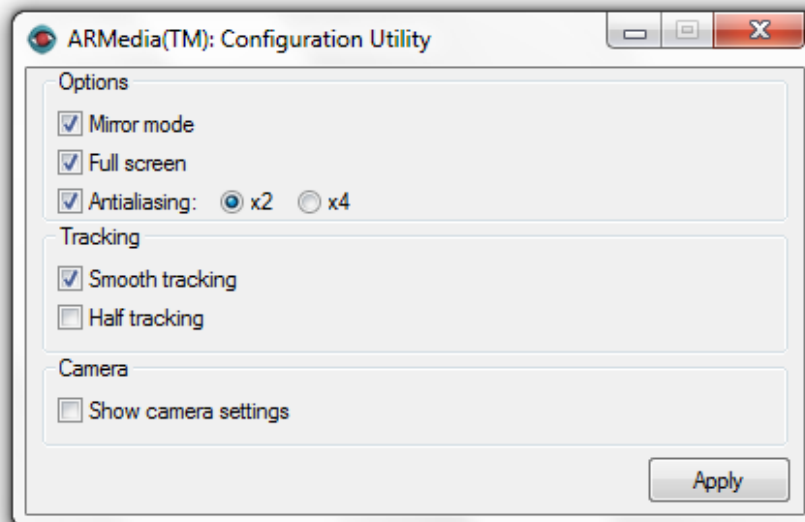 ARMedia(TM): Configuration Utility
Options
Mirror mode
Full screen
Antialiasing: x2 x4
Tracking
Smooth tracking
Half tracking
Camera
Show camera settings
Apply